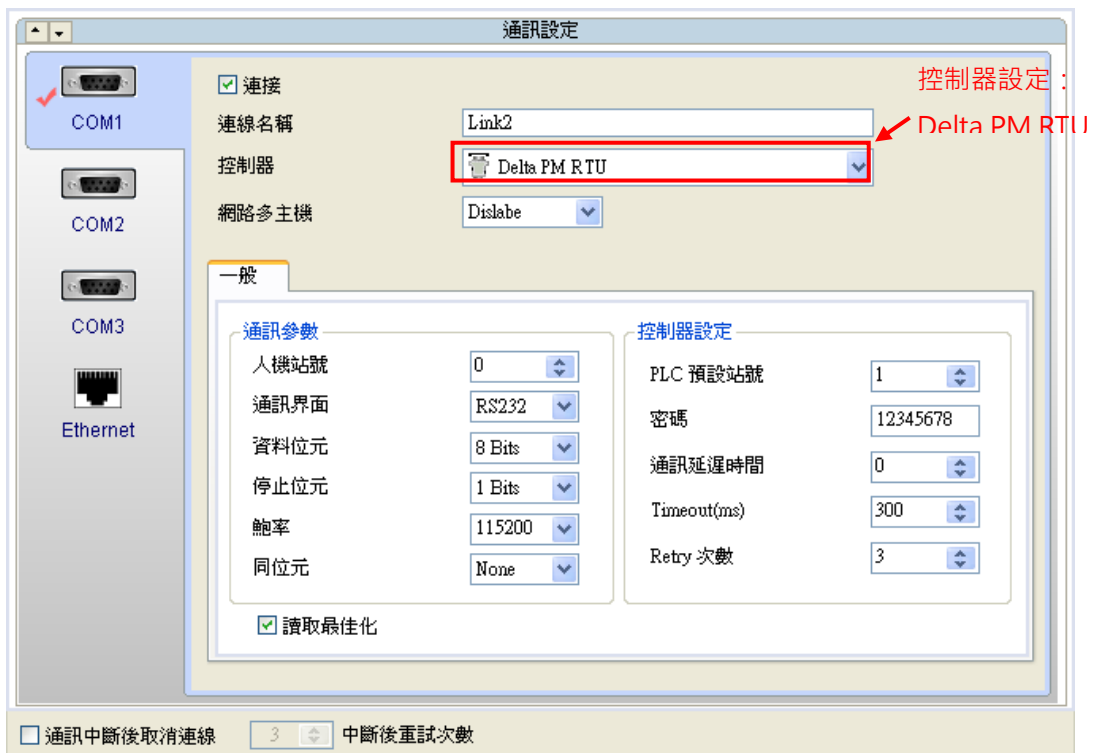 通訊設定
COM1
COM2
COM3
Ethernet
連接
連線名稱 Link2
控制器 Delta PM RTU
網路多主機 Dislabe
控制器設定：
Delta PM RTU
一般
通訊參數
人機站號 0
通訊界面 RS232
資料位元 8 Bits
停止位元 1 Bits
鮑率 115200
同位元 None
控制器設定
PLC 預設站號 1
密碼 12345678
通訊延遲時間 0
Timeout(ms) 300
Retry 次數 3
讀取最佳化
通訊中斷後取消連線 3 中斷後重試次數